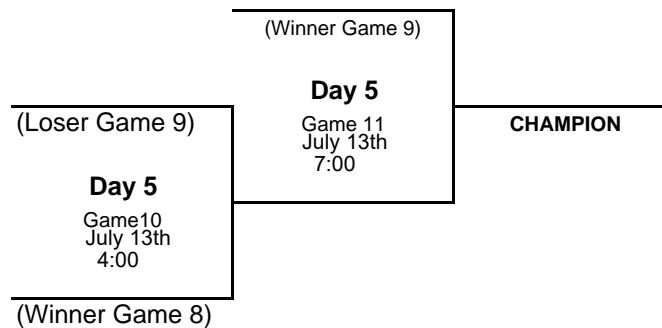 (Winner Game 9)
Day 5
Game 11
July 13th
7:00
CHAMPION
(Loser Game 9)
Day 5
Game10
July 13th
4:00
(Winner Game 8)